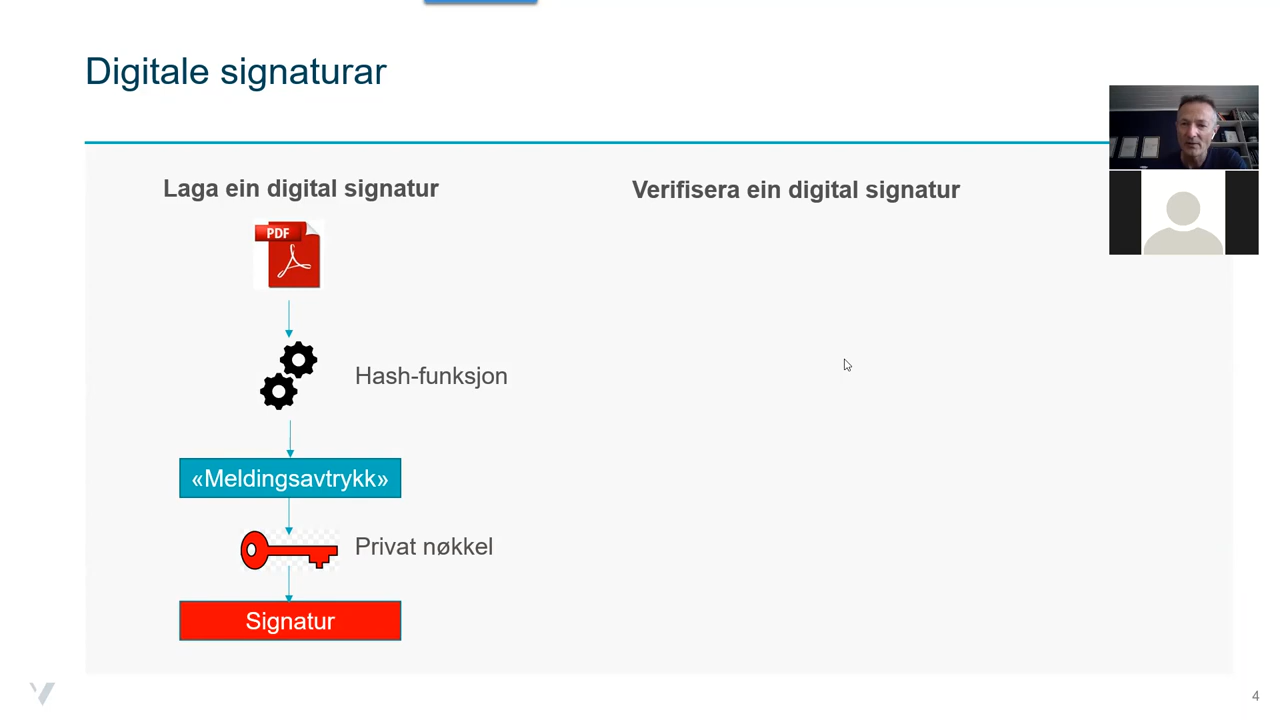 Digitale signaturar
Laga ein digital signatur
Verifisera ein digital signatur
PDF
Hash-funksjon
«Meldingsavtrykk»
Privat nøkkel
Signatur
4